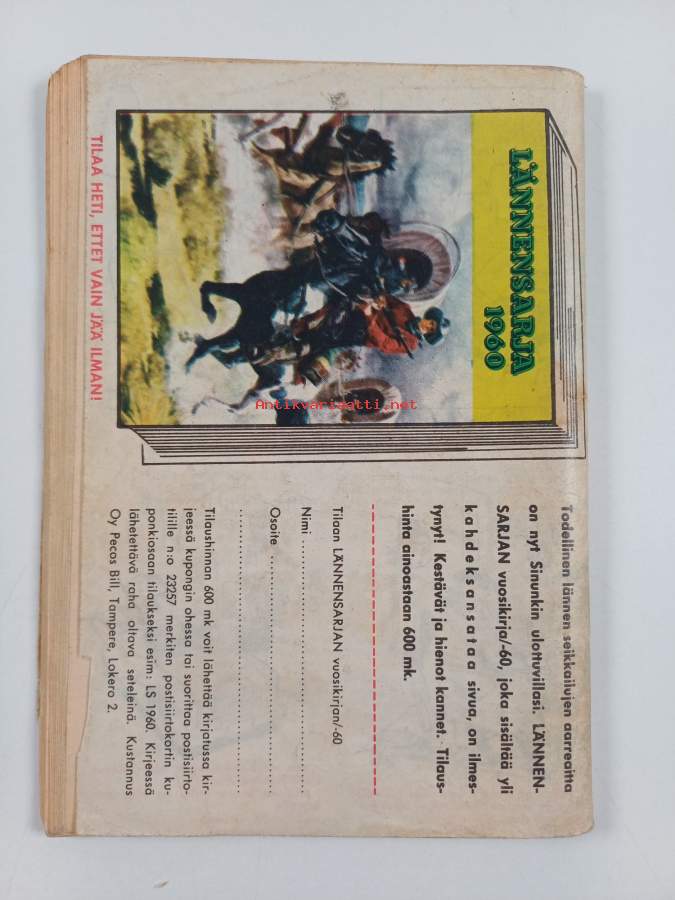 LÄNNENSARJA
1960
TILAA HETI, ETTET VAIN JÄÄ ILMAN!
Todellinen lännen seikkailujen aarreaitta
on nyt Sinunkin ulottuvillasi. LÄNNEN-
SARJAN vuosikirja/-60, joka sisältää yli
kahdeksansataa sivua, on ilmes-
tynyt! Kestävät ja hienot kannet. Tilaus-
hinta ainoastaan 600 mk.
Tilaan LÄNNENSARJAN vuosikirjan/-60
Nimi
Osoite
Tilaushinnan 600 mk voit lähettää kirjatussa kir-
jeessä kupongin ohessa tai suorittaa postisiirto-
tilille n:o 23257 merkiten postisiirtokortin ku-
ponkiosaan tilaukseksi esim: LS 1960. Kirjeessä
lähetettävä raha oltava seteleinä. Kustannus
Oy Pecos Bill, Tampere, Lokero 2.
Antikvariaatti.net